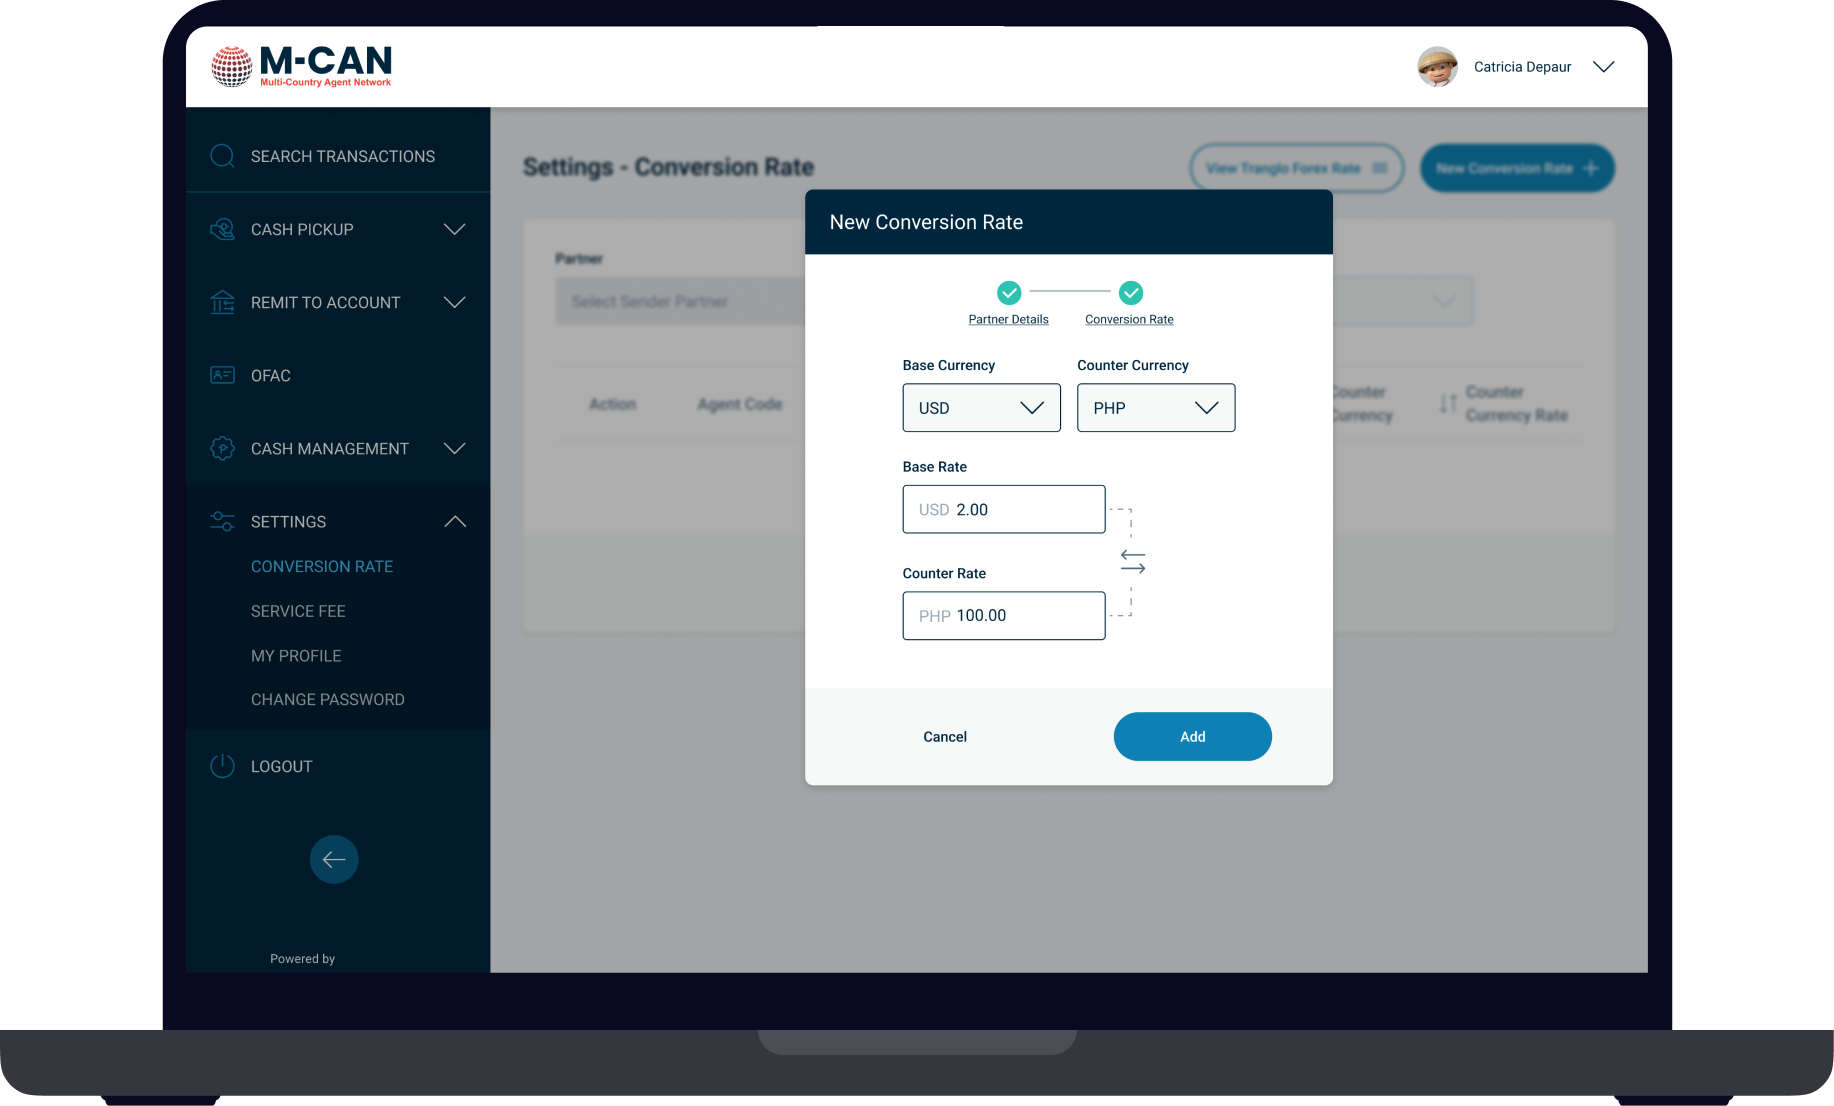 M-CAN
Multi-Country Agent Network
Catricia Depaur
SEARCH TRANSACTIONS
CASH PICKUP
REMIT TO ACCOUNT
OFAC
CASH MANAGEMENT
SETTINGS
CONVERSION RATE
SERVICE FEE
MY PROFILE
CHANGE PASSWORD
LOGOUT
Powered by
Settings - Conversion Rate
View Tranglo Forex Rate
New Conversion Rate
Partner
Select Sender Partner
Action
Agent Code
Counter
Currency
Counter
Currency Rate
New Conversion Rate
Partner Details
Conversion Rate
Base Currency
Counter Currency
USD
PHP
Base Rate
USD 2.00
Counter Rate
PHP 100.00
Cancel
Add